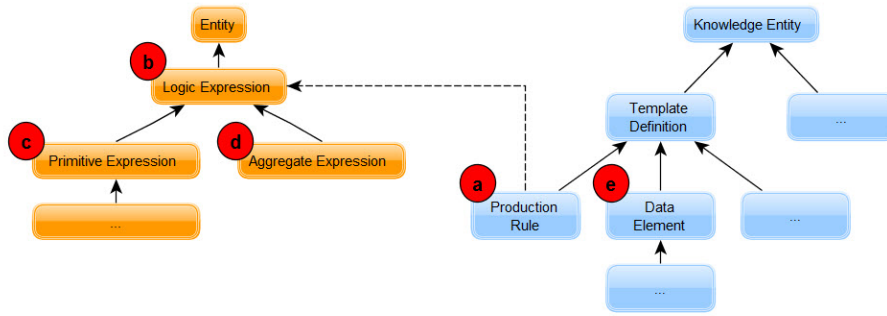 Entity
Knowledge Entity
b
Logic Expression
Template
Definition
...
c
Primitive Expression
d
Aggregate Expression
a
Production
Rule
e
Data
Element
...
...
...